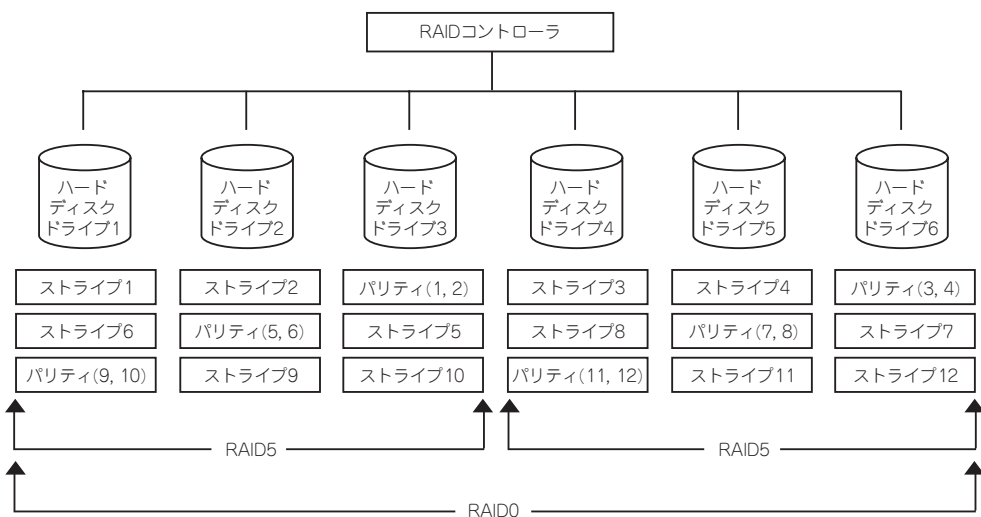 RAIDコントローラ
ハード
ディスク
ドライブ1
ハード
ディスク
ドライブ2
ハード
ディスク
ドライブ3
ハード
ディスク
ドライブ4
ハード
ディスク
ドライブ5
ハード
ディスク
ドライブ6
ストライプ1
ストライプ2
パリティ(1, 2)
ストライプ3
ストライプ4
パリティ(3, 4)
ストライプ6
パリティ(5, 6)
ストライプ5
ストライプ8
パリティ(7, 8)
ストライプ7
パリティ(9, 10)
ストライプ9
ストライプ10
パリティ(11, 12)
ストライプ11
ストライプ12
RAID5
RAID5
RAID0